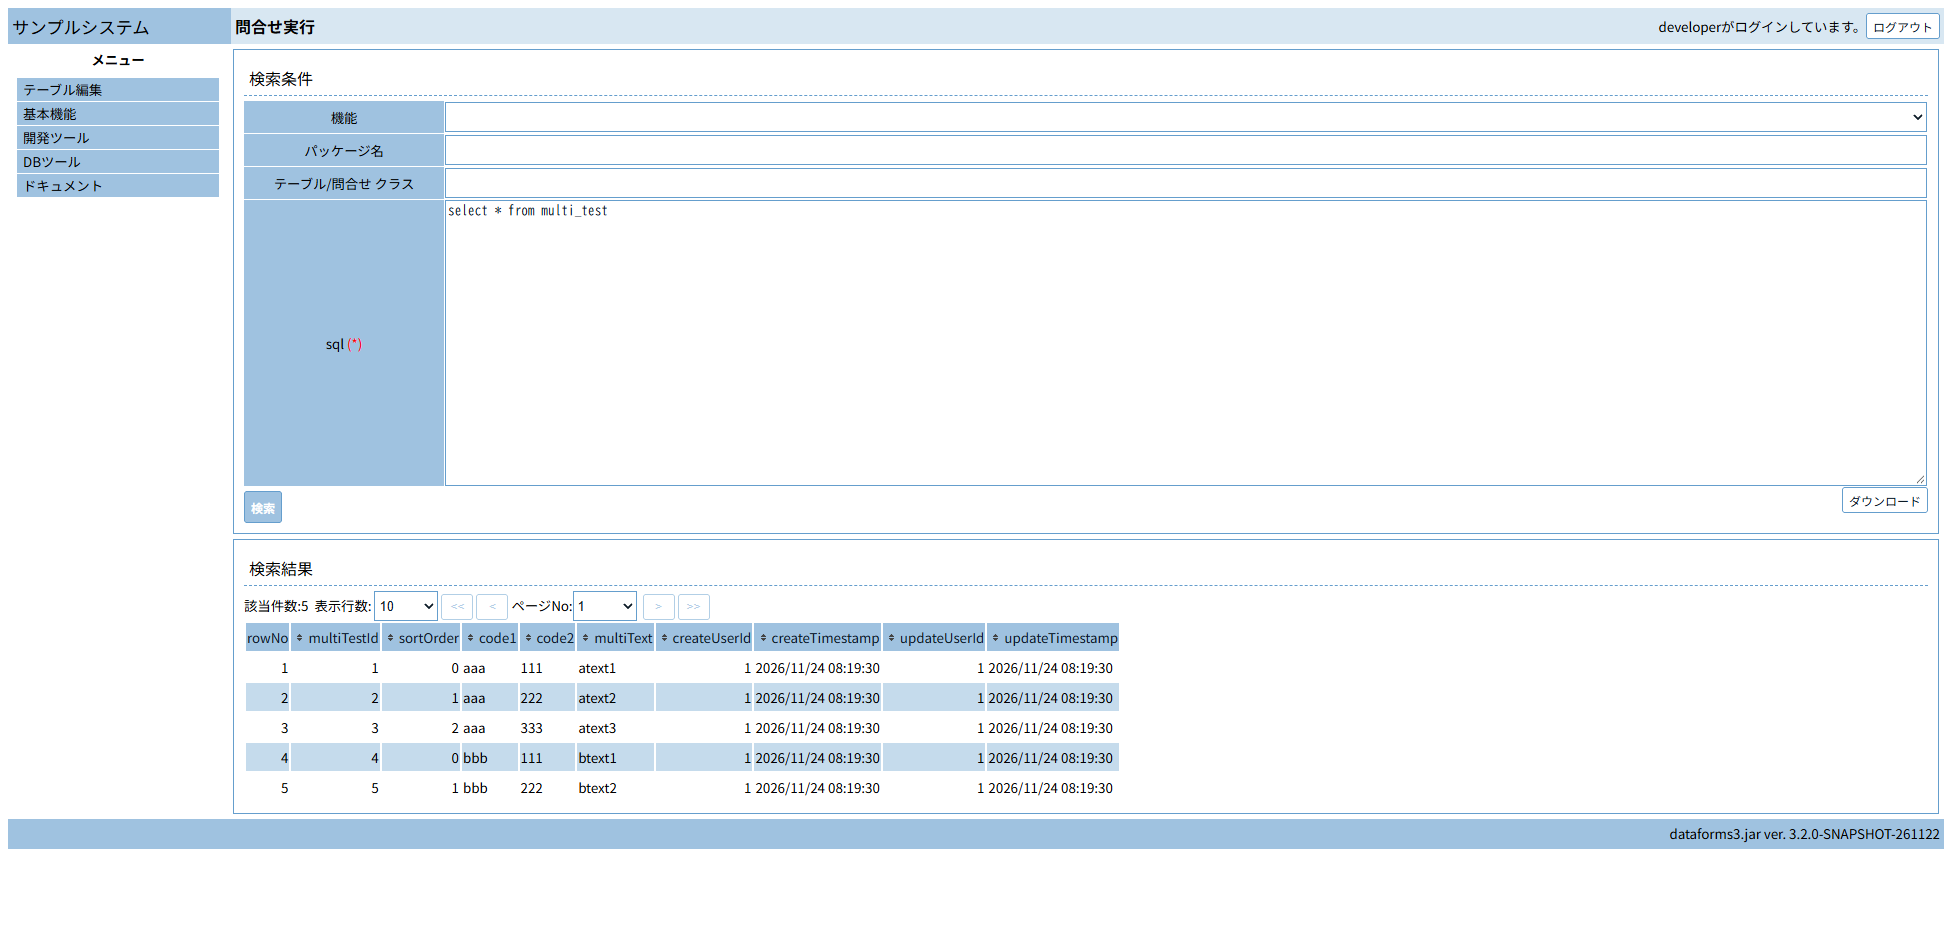 サンプルシステム 問合せ実行 developerがログインしています。 ログアウト
メニュー
テーブル編集
基本機能
開発ツール
DBツール
ドキュメント
検索条件
機能
パッケージ名
テーブル/問合せ クラス
sql (*) select * from multi_test
検索 ダウンロード
検索結果
該当件数:5 表示行数: 10 << < ページNo: 1 > >>
rowNo multiTestId sortOrder code1 code2 multiText createUserId createTimestamp updateUserId updateTimestamp
1 1 0 aaa 111 atext1 1 2026/11/24 08:19:30 1 2026/11/24 08:19:30
2 2 1 aaa 222 atext2 1 2026/11/24 08:19:30 1 2026/11/24 08:19:30
3 3 2 aaa 333 atext3 1 2026/11/24 08:19:30 1 2026/11/24 08:19:30
4 4 0 bbb 111 btext1 1 2026/11/24 08:19:30 1 2026/11/24 08:19:30
5 5 1 bbb 222 btext2 1 2026/11/24 08:19:30 1 2026/11/24 08:19:30
dataforms3.jar ver. 3.2.0-SNAPSHOT-261122